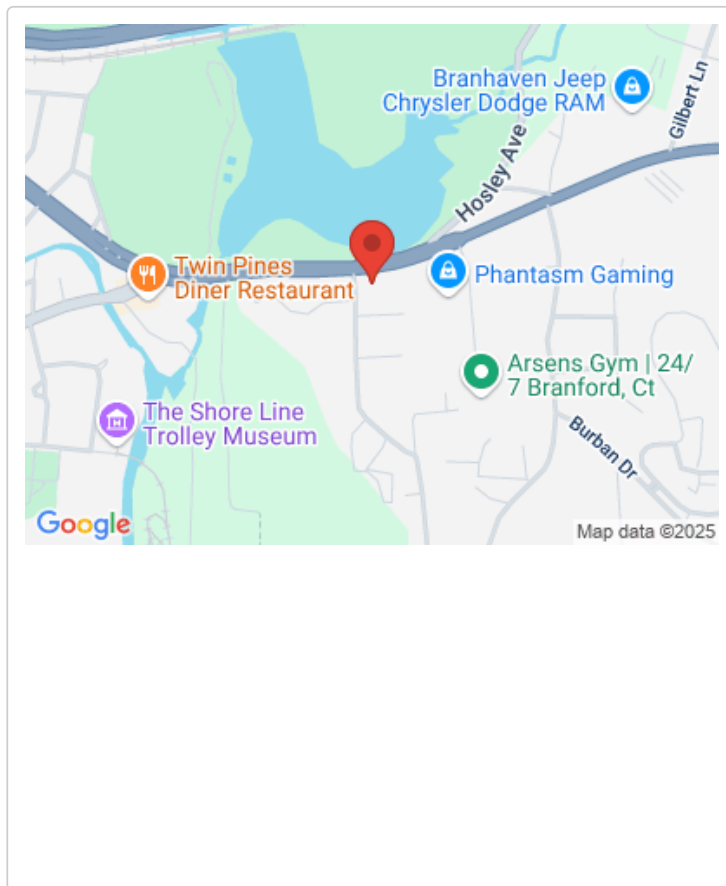 Branhaven Jeep
Chrysler Dodge RAM
Gilbert Ln
Hosley Ave
Twin Pines
Diner Restaurant
Phantasm Gaming
Arsens Gym | 24/
7 Branford, Ct
The Shore Line
Trolley Museum
Burban Dr
Google
Map data ©2025